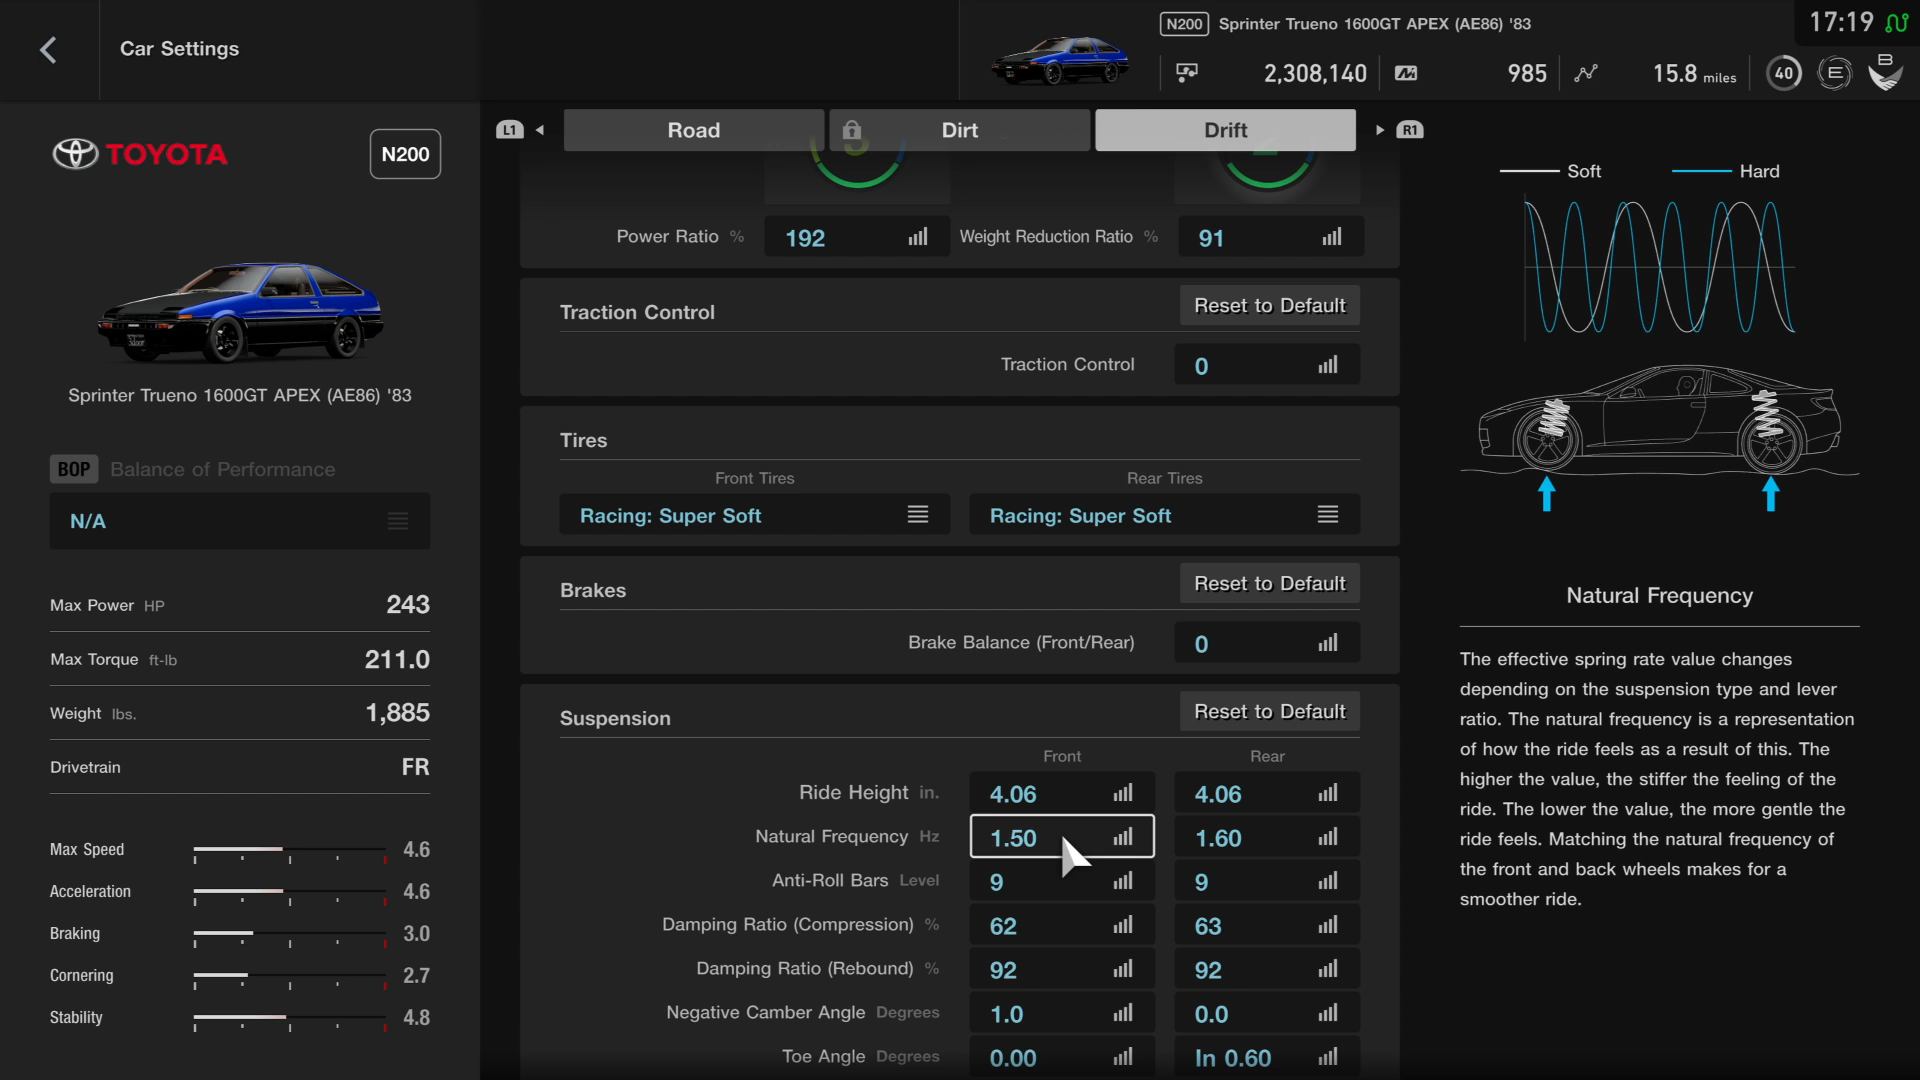 Car Settings
N200 Sprinter Trueno 1600GT APEX (AE86) '83
17:19
2,308,140
985
15.8 miles
40
E
B
L1
Road
Dirt
Drift
R1
TOYOTA
N200
Sprinter Trueno 1600GT APEX (AE86) '83
BOP Balance of Performance
N/A
Max Power HP 243
Max Torque ft-lb 211.0
Weight lbs. 1,885
Drivetrain FR
Max Speed 4.6
Acceleration 4.6
Braking 3.0
Cornering 2.7
Stability 4.8
Power Ratio % 192
Weight Reduction Ratio % 91
Traction Control
Reset to Default
Traction Control 0
Tires
Front Tires
Rear Tires
Racing: Super Soft
Racing: Super Soft
Brakes
Reset to Default
Brake Balance (Front/Rear) 0
Suspension
Reset to Default
Front Rear
Ride Height in. 4.06 4.06
Natural Frequency Hz 1.50 1.60
Anti-Roll Bars Level 9 9
Damping Ratio (Compression) % 62 63
Damping Ratio (Rebound) % 92 92
Negative Camber Angle Degrees 1.0 0.0
Toe Angle Degrees 0.00 In 0.60
Soft
Hard
Natural Frequency
The effective spring rate value changes
depending on the suspension type and lever
ratio. The natural frequency is a representation
of how the ride feels as a result of this. The
higher the value, the stiffer the feeling of the
ride. The lower the value, the more gentle the
ride feels. Matching the natural frequency of
the front and back wheels makes for a
smoother ride.